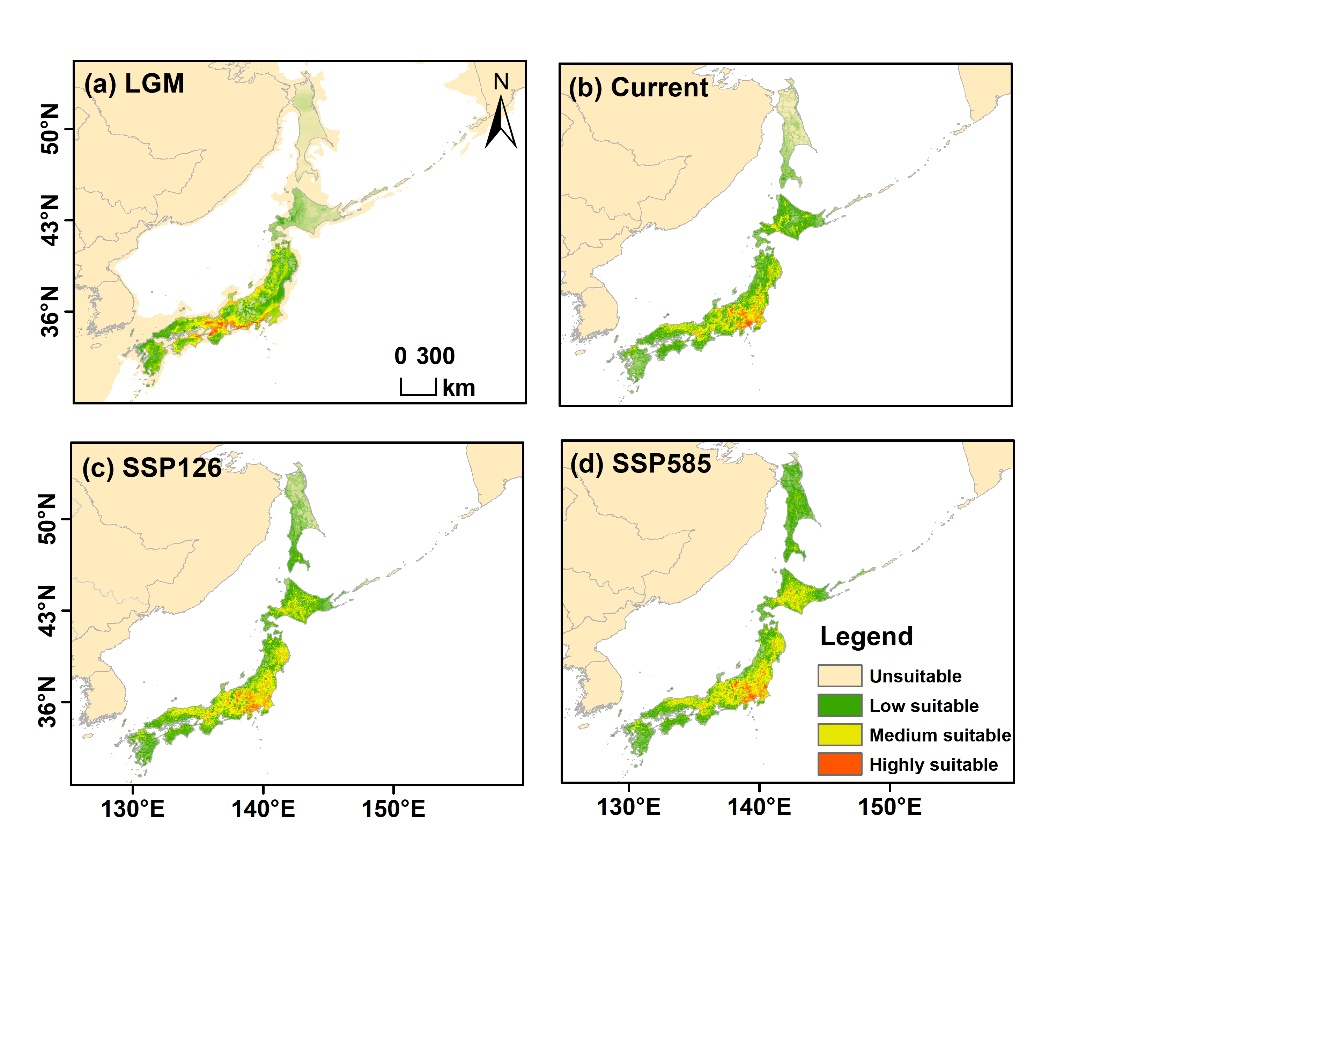 (a) LGM
N
50°N
43°N
36°N
0 300
km
(b) Current
(c) SSP126
50°N
43°N
36°N
130°E 140°E 150°E
(d) SSP585
Legend
Unsuitable
Low suitable
Medium suitable
Highly suitable
130°E 140°E 150°E